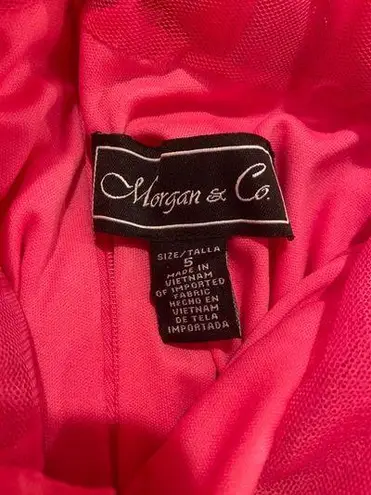 Morgan & Co.
SIZE/TALLA
5
MADE IN
VIETNAM
OF IMPORTED
FABRIC
HECHO EN
VIETNAM
DE TELA
IMPORTADA